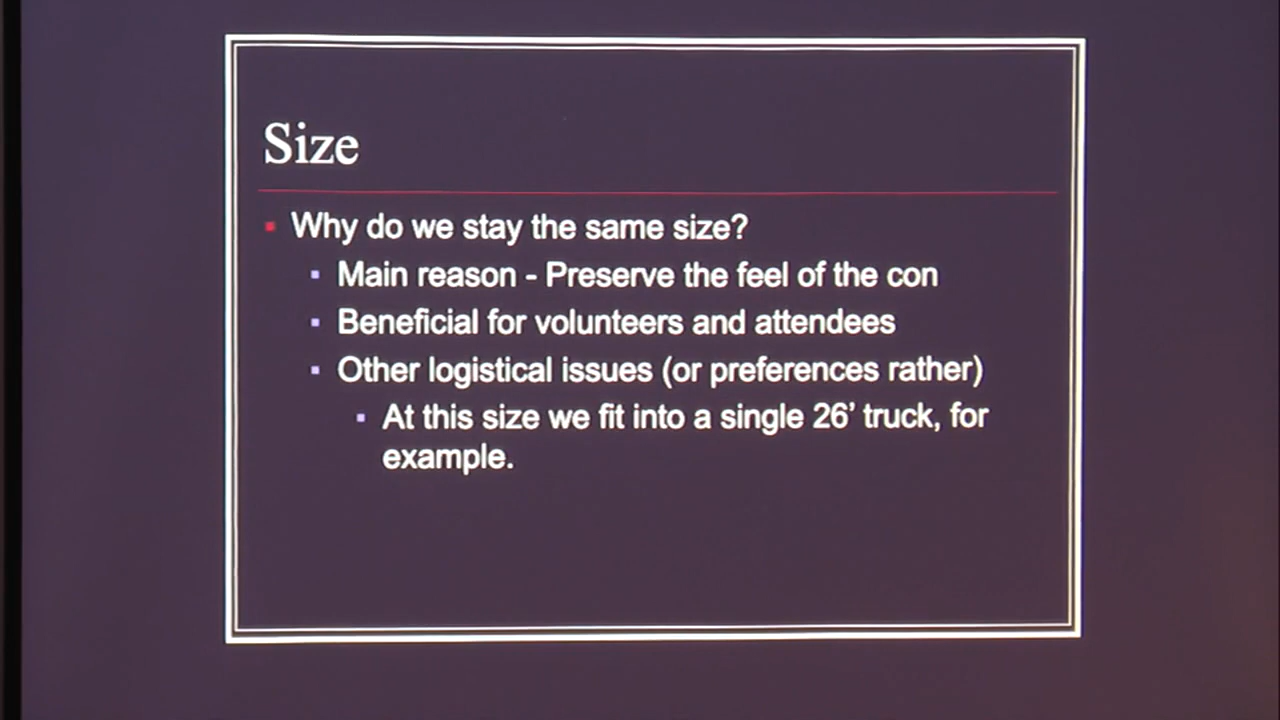 Size
Why do we stay the same size?
Main reason - Preserve the feel of the con
Beneficial for volunteers and attendees
Other logistical issues (or preferences rather)
At this size we fit into a single 26’ truck, for
example.